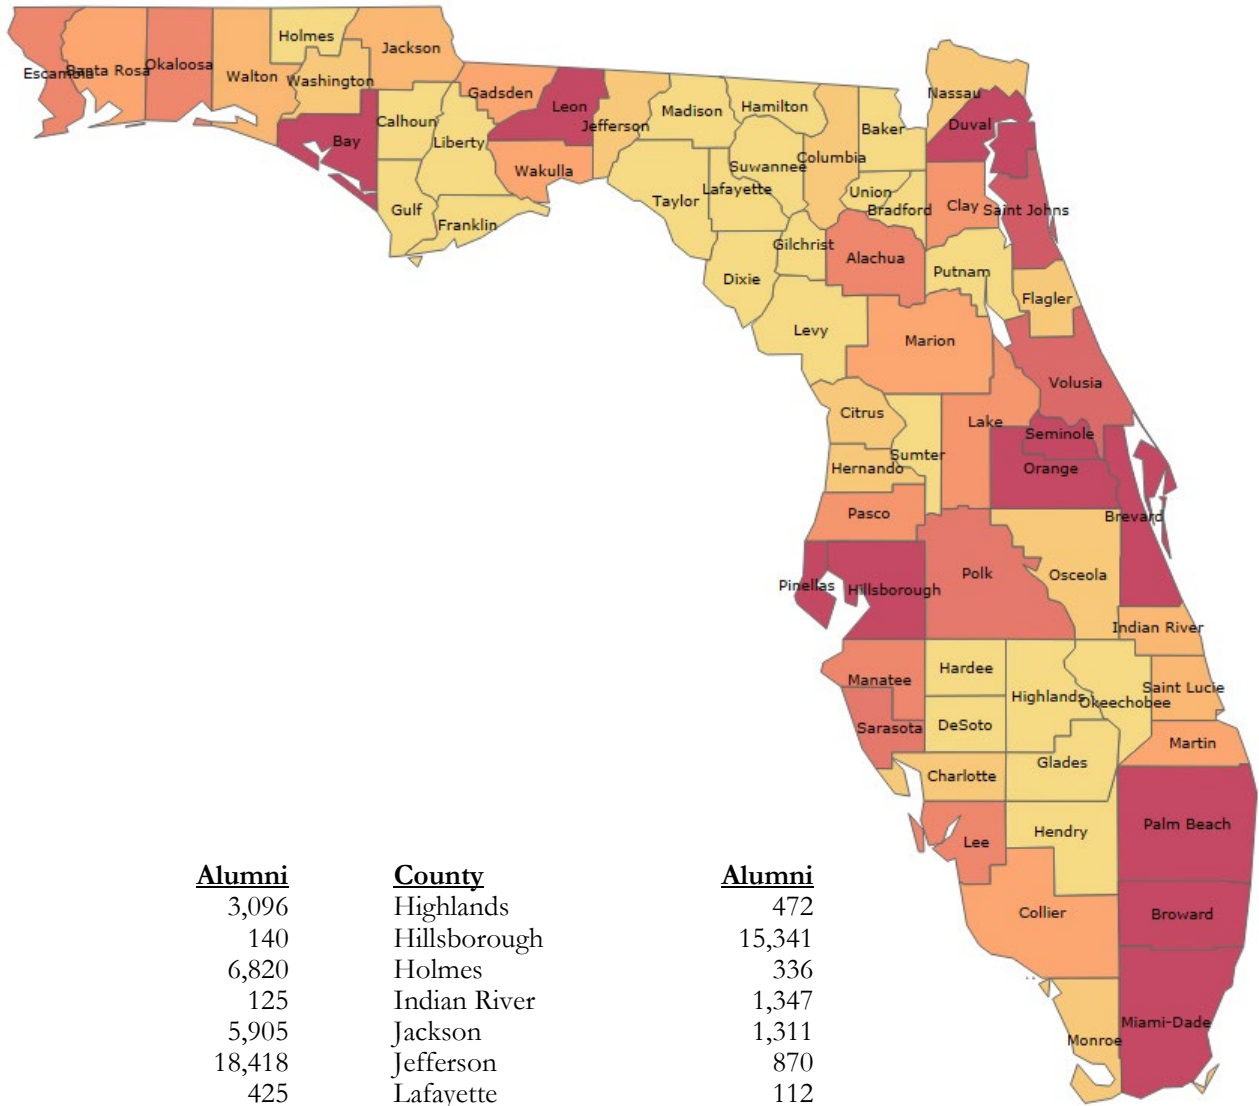 Holmes
Jackson
Escambia
Santa Rosa
Okaloosa
Walton
Washington
Gadsden
Leon
Jefferson
Madison
Hamilton
Nassau
Duval
Baker
Calhoun
Liberty
Bay
Wakulla
Suwannee
Columbia
Lafayette
Taylor
Union
Bradford
Clay
Saint Johns
Gulf
Franklin
Gilchrist
Alachua
Dixie
Putnam
Flagler
Levy
Marion
Volusia
Citrus
Lake
Seminole
Sumter
Hernando
Orange
Pasco
Brevard
Pinellas
Hillsborough
Polk
Osceola
Indian River
Manatee
Hardee
Highlands
Okeechobee
Saint Lucie
Sarasota
DeSoto
Martin
Charlotte
Glades
Lee
Hendry
Palm Beach
Collier
Broward
Monroe
Miami-Dade
Alumni County Alumni
3,096 Highlands 472
140 Hillsborough 15,341
6,820 Holmes 336
125 Indian River 1,347
5,905 Jackson 1,311
18,418 Jefferson 870
425 Lafayette 112